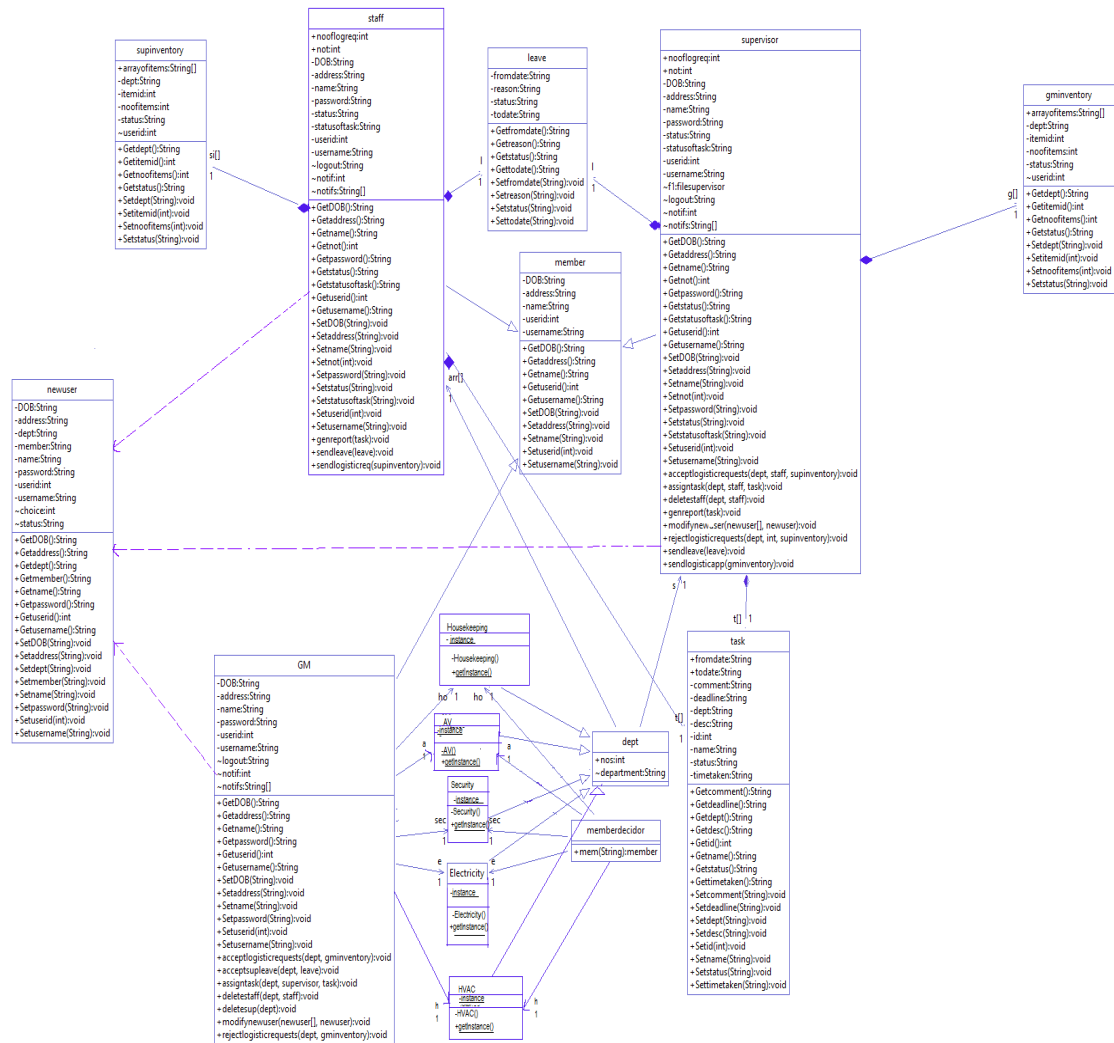 staff
+nooflogreq:int
+not:int
-DOB:String
-address:String
-name:String
-password:String
-status:String
-statusoftask:String
-userid:int
-username:String
~logout:String
~notif:int
~notifs:String[]
+GetDOB():String
+Getaddress():String
+Getname():String
+Getnot():int
+Getpassword():String
+Getstatus():String
+Getstatusoftask():String
+Getuserid():int
+Getusername():String
+SetDOB(String):void
+Setaddress(String):void
+Setname(String):void
+Setnot(int):void
+Setpassword(String):void
+Setstatus(String):void
+Setstatusoftask(String):void
+Setuserid(int):void
+Setusername(String):void
+genreport(task):void
+sendleave(leave):void
+sendlogisticreq(supinventory):void
supinventory
+arrayofitems:String[]
-dept:String
-itemid:int
-noofitems:int
-status:String
~userid:int
+Getdept():String
+Getitemid():int
+Getnoofitems():int
+Getstatus():String
+Setdept(String):void
+Setitemid(int):void
+Setnoofitems(int):void
+Setstatus(String):void
si[]
1
leave
-fromdate:String
-reason:String
-status:String
-todate:String
+Getfromdate():String
+Getreason():String
+Getstatus():String
+Gettodate():String
+Setfromdate(String):void
+Setreason(String):void
+Setstatus(String):void
+Settodate(String):void
l
1
l
1
supervisor
+nooflogreq:int
+not:int
-DOB:String
-address:String
-name:String
-password:String
-status:String
-statusoftask:String
-userid:int
-username:String
~f1:filesupervisor
~logout:String
~notif:int
~notifs:String[]
+GetDOB():String
+Getaddress():String
+Getname():String
+Getnot():int
+Getpassword():String
+Getstatus():String
+Getstatusoftask():String
+Getuserid():int
+Getusername():String
+SetDOB(String):void
+Setaddress(String):void
+Setname(String):void
+Setnot(int):void
+Setpassword(String):void
+Setstatus(String):void
+Setstatusoftask(String):void
+Setuserid(int):void
+Setusername(String):void
+acceptlogisticrequests(dept, staff, supinventory):void
+assigntask(dept, staff, task):void
+deletestaff(dept, staff):void
+genreport(task):void
+modifynew...ser(newuser[], newuser):void
+rejectlogisticrequests(dept, int, supinventory):void
+sendleave(leave):void
+sendlogisticapp(gminventory):void
gminventory
+arrayofitems:String[]
-dept:String
-itemid:int
-noofitems:int
-status:String
~userid:int
+Getdept():String
+Getitemid():int
+Getnoofitems():int
+Getstatus():String
+Setdept(String):void
+Setitemid(int):void
+Setnoofitems(int):void
+Setstatus(String):void
g[]
1
member
-DOB:String
-address:String
-name:String
-userid:int
-username:String
+GetDOB():String
+Getaddress():String
+Getname():String
+Getuserid():int
+Getusername():String
+SetDOB(String):void
+Setaddress(String):void
+Setname(String):void
+Setuserid(int):void
+Setusername(String):void
arr[]
1
newuser
-DOB:String
-address:String
-dept:String
-member:String
-name:String
-password:String
-userid:int
-username:String
~choice:int
~status:String
+GetDOB():String
+Getaddress():String
+Getdept():String
+Getmember():String
+Getname():String
+Getpassword():String
+Getuserid():int
+Getusername():String
+SetDOB(String):void
+Setaddress(String):void
+Setdept(String):void
+Setmember(String):void
+Setname(String):void
+Setpassword(String):void
+Setuserid(int):void
+Setusername(String):void
s 1
t[] 1
task
+fromdate:String
+todate:String
-comment:String
-deadline:String
-dept:String
-desc:String
-id:int
-name:String
-status:String
-timetaken:String
+Getcomment():String
+Getdeadline():String
+Getdept():String
+Getdesc():String
+Getid():int
+Getname():String
+Getstatus():String
+Gettimetaken():String
+Setcomment(String):void
+Setdeadline(String):void
+Setdept(String):void
+Setdesc(String):void
+Setid(int):void
+Setname(String):void
+Setstatus(String):void
+Settimetaken(String):void
t[]
1
GM
-DOB:String
-address:String
-name:String
-password:String
-userid:int
-username:String
~logout:String
~notif:int
~notifs:String[]
+GetDOB():String
+Getaddress():String
+Getname():String
+Getpassword():String
+Getuserid():int
+Getusername():String
+SetDOB(String):void
+Setaddress(String):void
+Setname(String):void
+Setpassword(String):void
+Setuserid(int):void
+Setusername(String):void
+acceptlogisticrequests(dept, gminventory):void
+acceptsupleave(dept, leave):void
+assigntask(dept, supervisor, task):void
+deletestaff(dept, staff):void
+deletesup(dept):void
+modifynewuser(newuser[], newuser):void
+rejectlogisticrequests(dept, gminventory):void
Housekeeping
- instance
-Housekeeping()
+getInstance()
ho 1
ho 1
AV
-instance
-AV()
+getInstance()
a
1
a
1
Security
-instance
-Security()
+getInstance()
sec
1
sec
1
Electricity
-instance
-Electricity()
+getInstance()
e
1
e
1
HVAC
-instance
-HVAC()
+getInstance()
h
1
h
1
dept
+nos:int
~department:String
memberdecidor
+mem(String):member